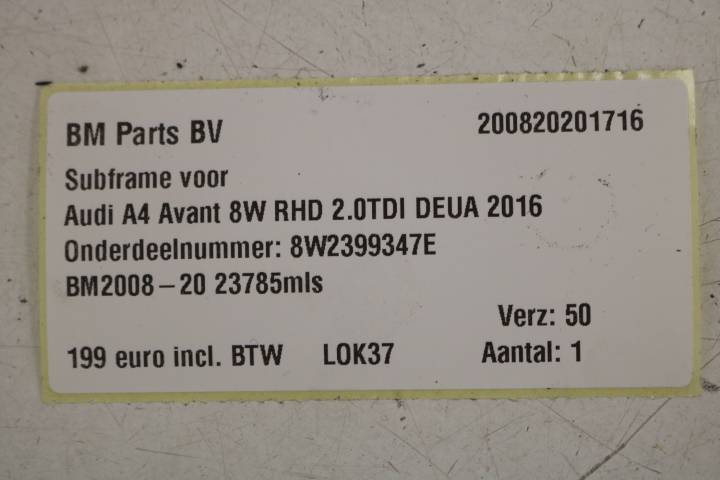 BM Parts BV 200820201716
Subframe voor
Audi A4 Avant 8W RHD 2.0TDI DEUA 2016
Onderdeelnummer: 8W2399347E
BM2008-20 23785mls
Verz: 50
199 euro incl. BTW LOK37 Aantal: 1